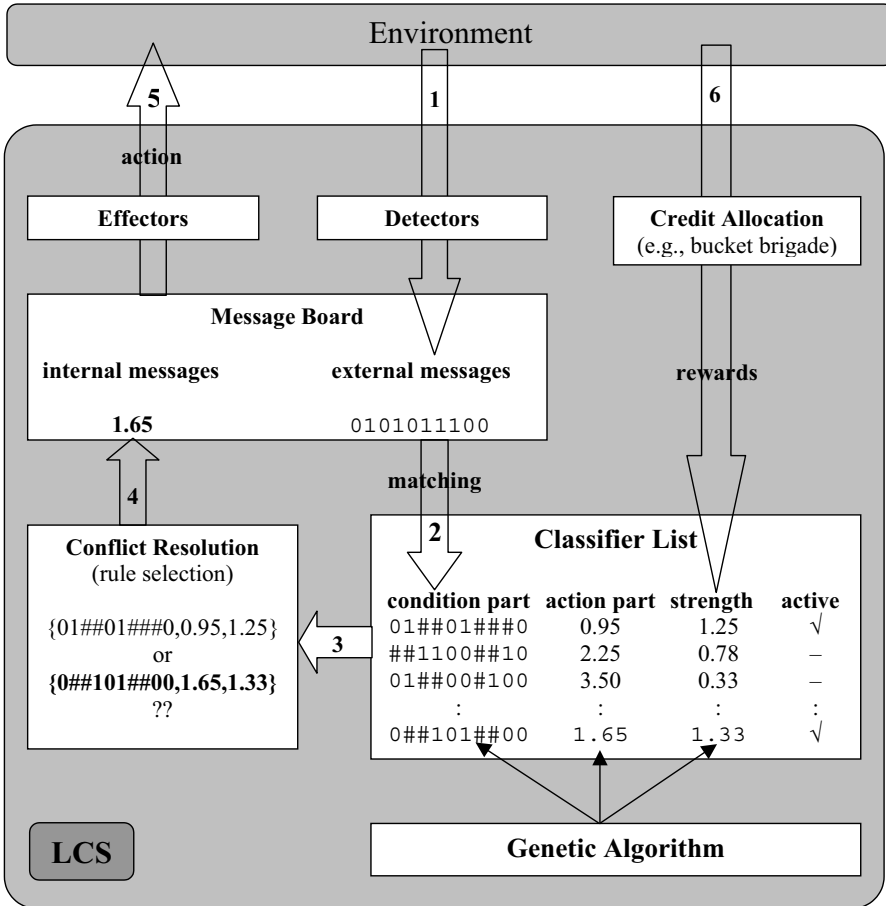 Environment
5
1
6
action
Effectors
Detectors
Credit Allocation
(e.g., bucket brigade)
Message Board
internal messages
external messages
1.65
0101011100
rewards
4
matching
2
Conflict Resolution
(rule selection)
{01##01###0,0.95,1.25}
or
{0##101##00,1.65,1.33}
??
3
Classifier List
condition part action part strength active
01##01###0 0.95 1.25 √
##1100##10 2.25 0.78 –
01##00#100 3.50 0.33 –
: : : :
0##101##00 1.65 1.33 √
Genetic Algorithm
LCS